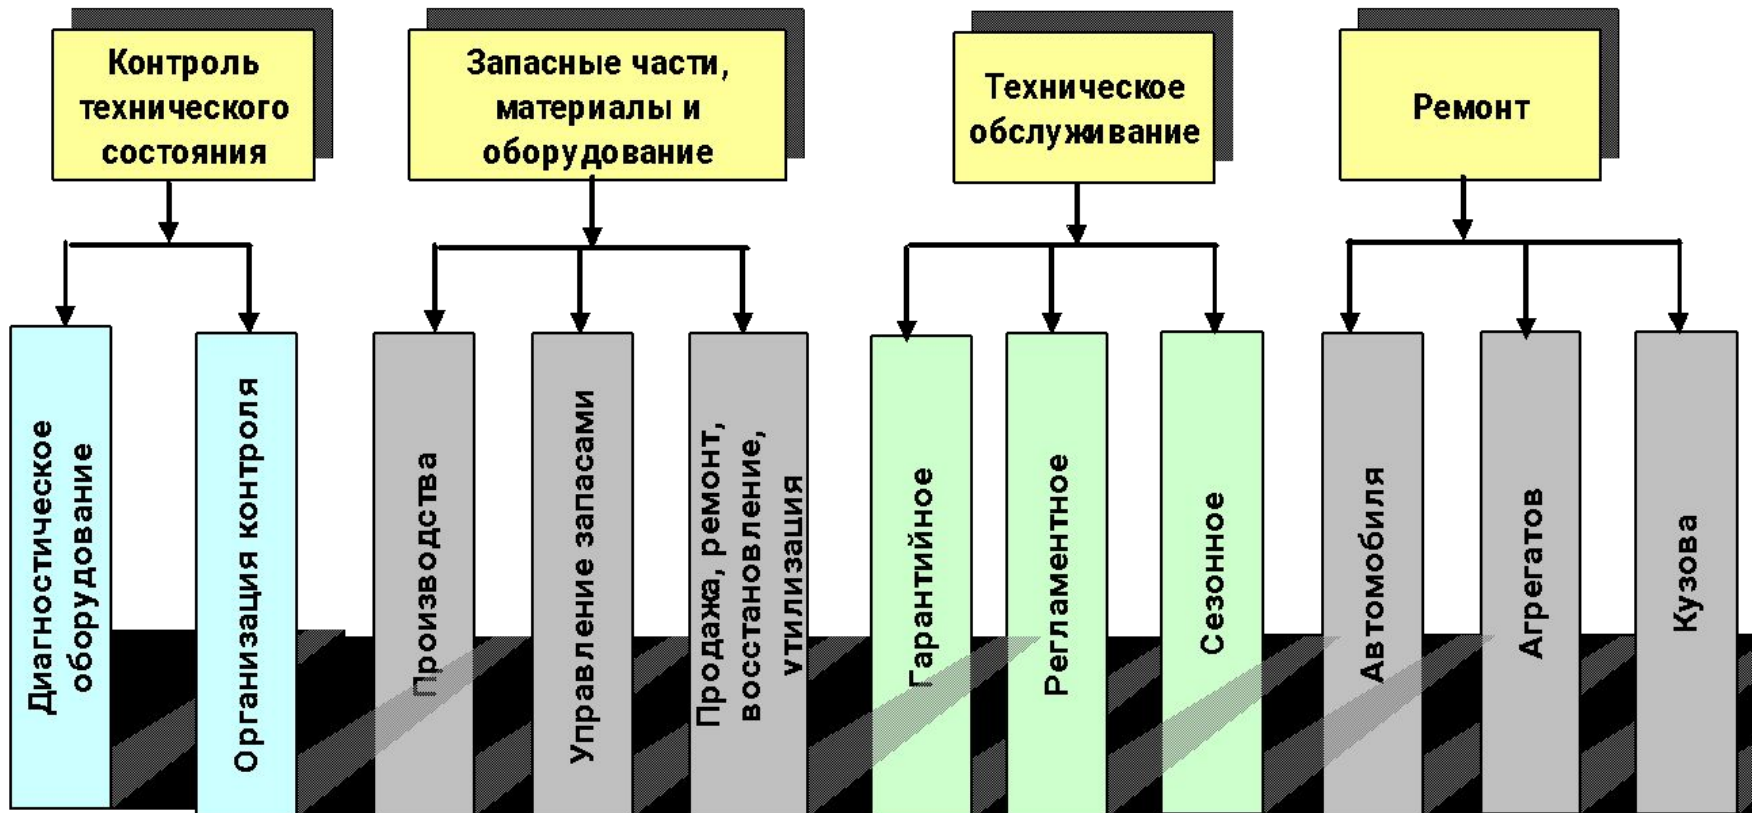 Контроль
технического
состояния
Запасные части,
материалы и
оборудование
Техническое
обслуживание
Ремонт
Диагностическое
оборудование
Организация контроля
Производства
Управление запасами
Продажа, ремонт,
восстановление,
утилизация
Гарантийное
Регламентное
Сезонное
Автомобиля
Агрегатов
Кузова